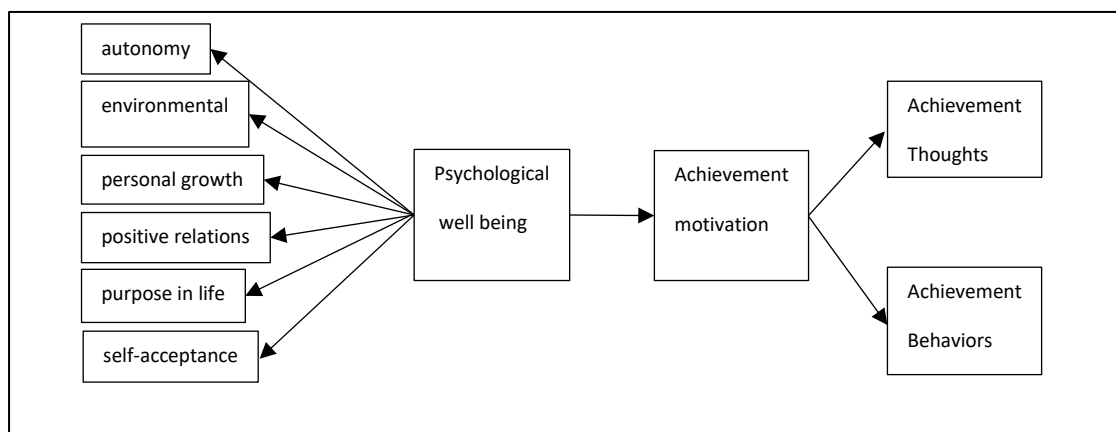 autonomy
environmental
personal growth
positive relations
purpose in life
self-acceptance
Psychological
well being
Achievement
motivation
Achievement
Thoughts
Achievement
Behaviors